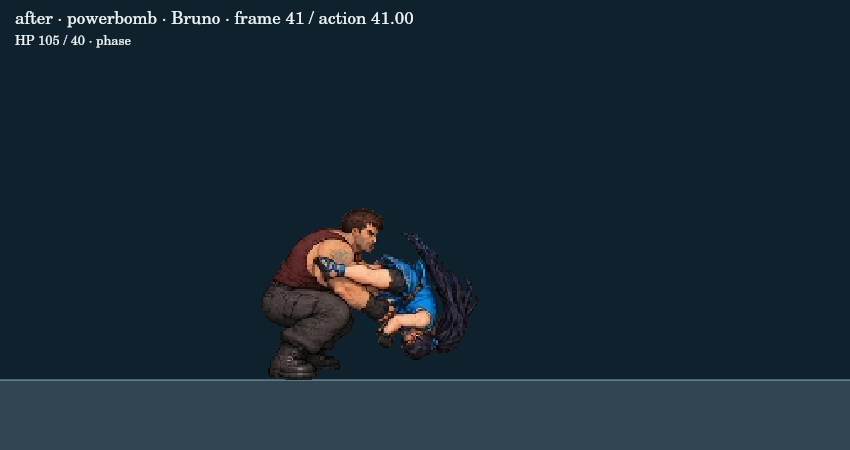 after · powerbomb · Bruno · frame 41 / action 41.00
HP 105 / 40 · phase